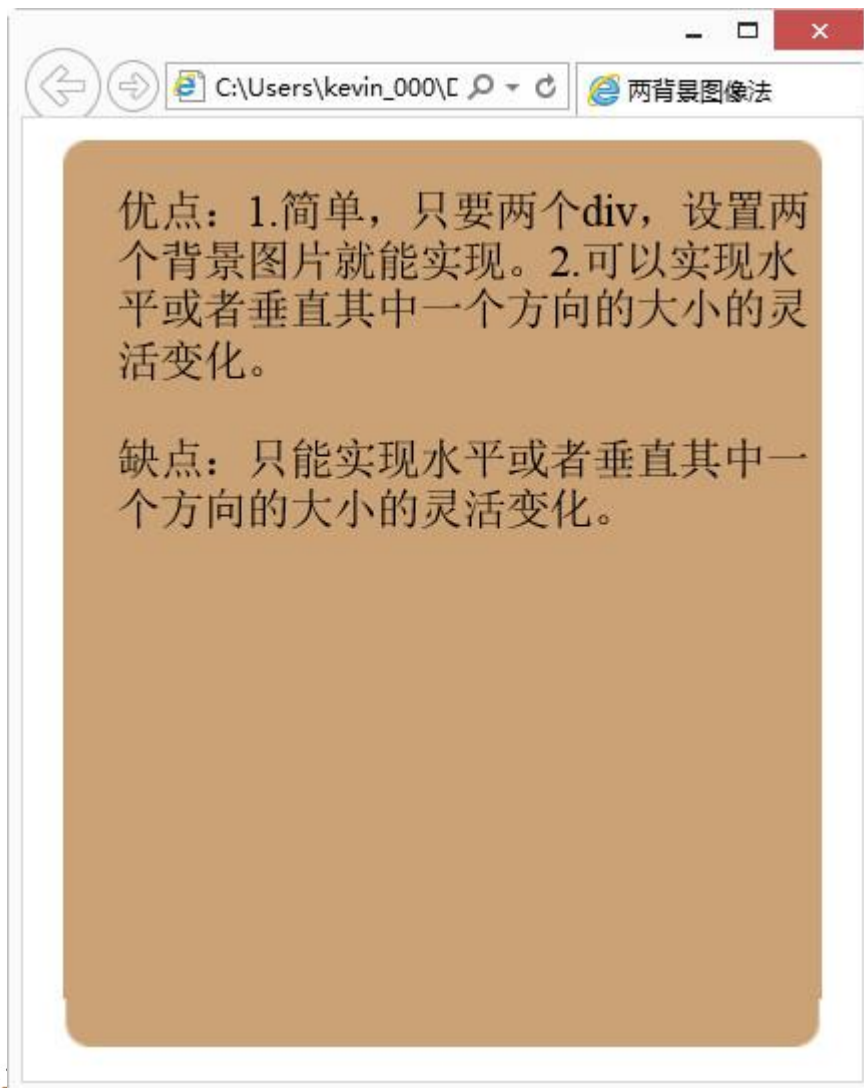 C:\Users\kevin_000\D
两背景图像法
优点：1.简单，只要两个div，设置两
个背景图片就能实现。2.可以实现水
平或者垂直其中一个方向的大小的灵
活变化。
缺点：只能实现水平或者垂直其中一
个方向的大小的灵活变化。